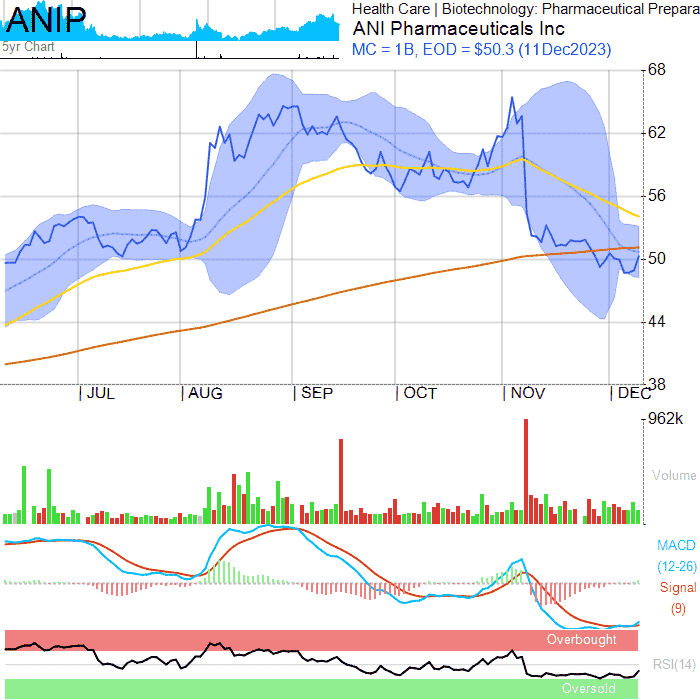 ANIP
5yr Chart
Health Care | Biotechnology: Pharmaceutical Prepara
ANI Pharmaceuticals Inc
MC = 1B, EOD = $50.3 (11Dec2023)
68
62
56
50
44
38
JUL
AUG
SEP
OCT
NOV
DEC
962k
Volume
MACD
(12-26)
Signal
(9)
Overbought
RSI(14)
Oversold